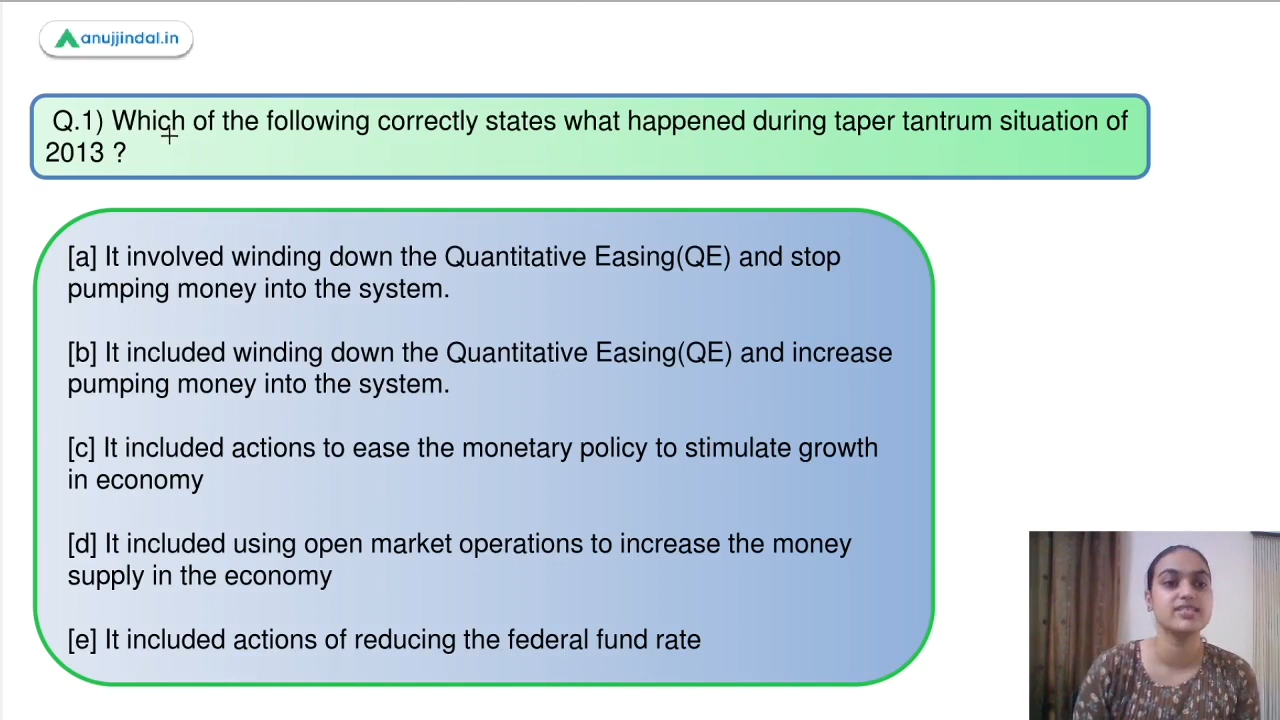 anujjindal.in
Q.1) Which of the following correctly states what happened during taper tantrum situation of
2013 ?
[a] It involved winding down the Quantitative Easing(QE) and stop
pumping money into the system.
[b] It included winding down the Quantitative Easing(QE) and increase
pumping money into the system.
[c] It included actions to ease the monetary policy to stimulate growth
in economy
[d] It included using open market operations to increase the money
supply in the economy
[e] It included actions of reducing the federal fund rate